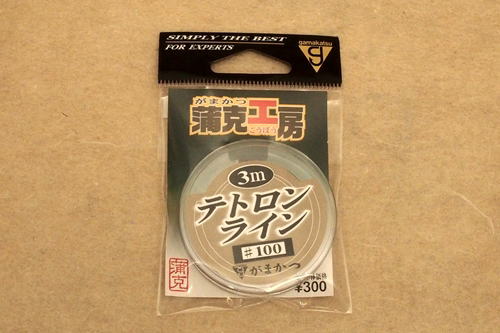 SIMPLY THE BEST
FOR EXPERTS
gamakatsu
がまかつ
蒲克工房
こうぼう
3m
テトロン
ライン
#100
がまかつ
蒲克
¥300